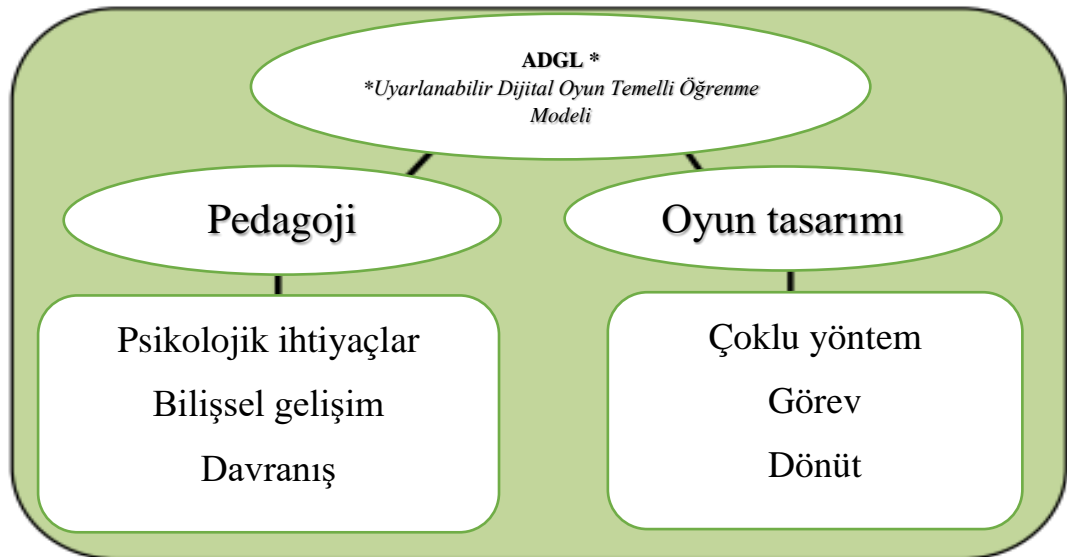 ADGL *
*Uyarlanabilir Dijital Oyun Temelli Öğrenme
Modeli
Pedagoji
Oyun tasarımı
Psikolojik ihtiyaçlar
Bilişsel gelişim
Davranış
Çoklu yöntem
Görev
Dönüt